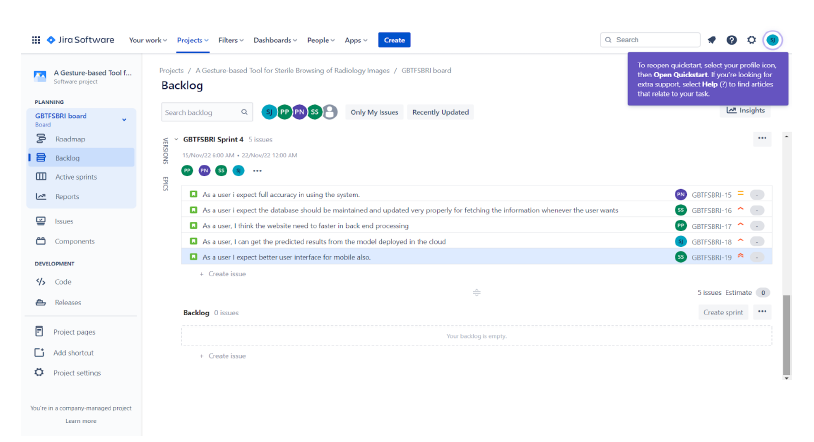 Jira Software Your work Projects Filters Dashboards People Apps Create Search SJ
To reopen quickstart, select your profile icon,
then Open Quickstart. If you're looking for
extra support, select Help (?) to find articles
that relate to your task.
A Gesture-based Tool f...
Software project
PLANNING
GBTFSBRI board
Board
Roadmap
Backlog
Active sprints
Reports
Issues
Components
DEVELOPMENT
Code
Releases
Project pages
Add shortcut
Project settings
You're in a company-managed project
Learn more
Projects / A Gesture-based Tool for Sterile Browsing of Radiology Images / GBTFSBRI board
Backlog
Search backlog SJ PP PN SS Only My Issues Recently Updated Insights
VERSIONS
EPICS
GBTFSBRI Sprint 4 5 issues
15/Nov/22 6:00 AM • 22/Nov/22 12:00 AM
PP PN SS SJ
As a user i expect full accuracy in using the system. PN GBTFSBRI-15 -
As a user i expect the database should be maintained and updated very properly for fetching the information whenever the user wants SS GBTFSBRI-16 -
As a user, I think the website need to faster in back end processing PP GBTFSBRI-17 -
As a user, I can get the predicted results from the model deployed in the cloud SJ GBTFSBRI-18 -
As a user I expect better user interface for mobile also. SS GBTFSBRI-19 -
+ Create issue
5 issues Estimate 0
Backlog 0 issues Create sprint
Your backlog is empty.
+ Create issue